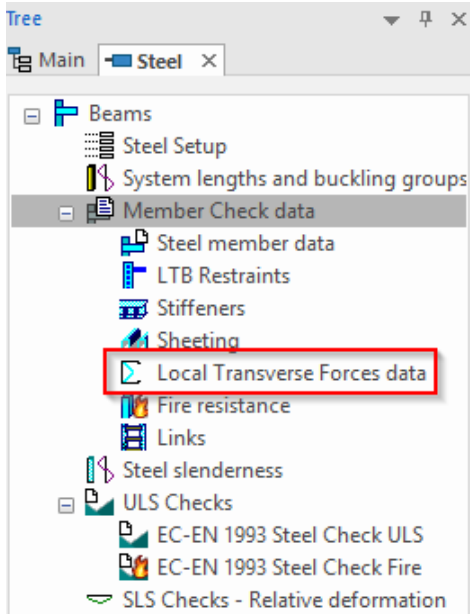 Tree
Main Steel
Beams
Steel Setup
System lengths and buckling groups
Member Check data
Steel member data
LTB Restraints
Stiffeners
Sheeting
Local Transverse Forces data
Fire resistance
Links
Steel slenderness
ULS Checks
EC-EN 1993 Steel Check ULS
EC-EN 1993 Steel Check Fire
SLS Checks - Relative deformation